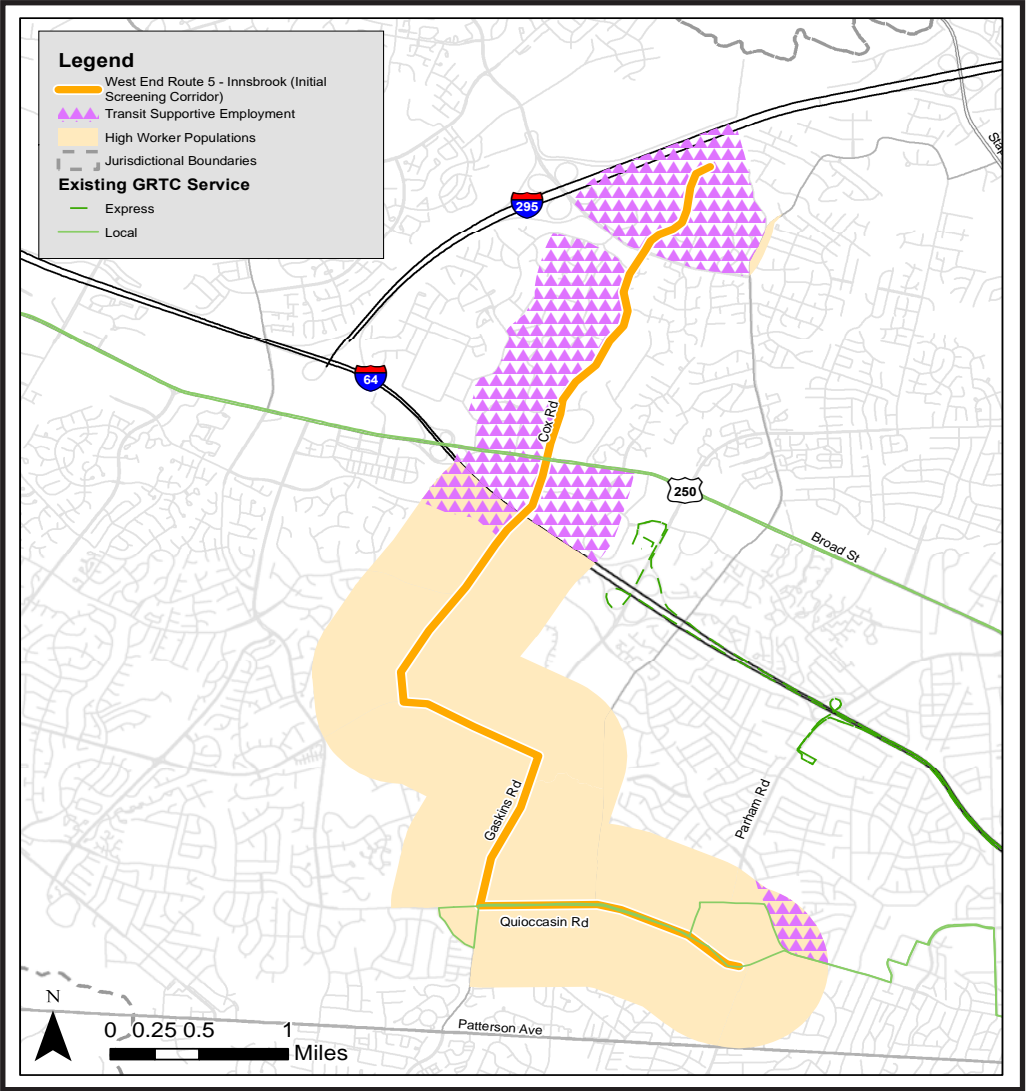 Legend
West End Route 5 - Innsbrook (Initial
Screening Corridor)
Transit Supportive Employment
High Worker Populations
Jurisdictional Boundaries
Existing GRTC Service
Express
Local
295
64
Cox Rd
250
Broad St
Parham Rd
Gaskins Rd
Quioccasin Rd
Patterson Ave
N
0 0.25 0.5 1
Miles